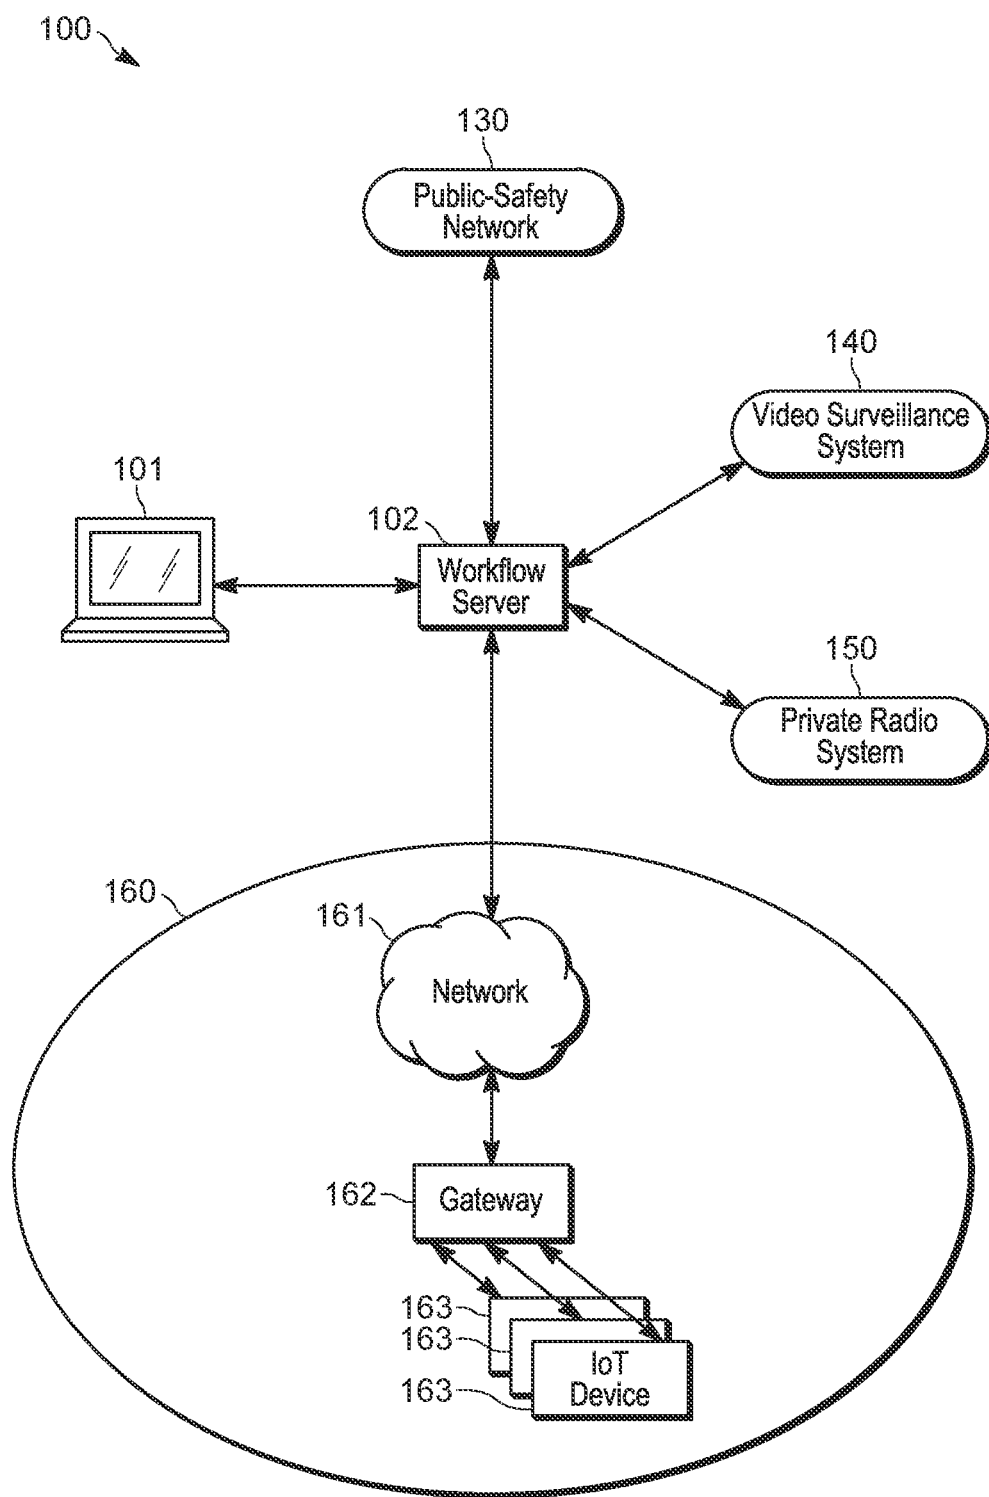 100
130
Public-Safety
Network
140
Video Surveillance
System
101
102
Workflow
Server
150
Private Radio
System
160
161
Network
162
Gateway
163
163
163
IoT
Device